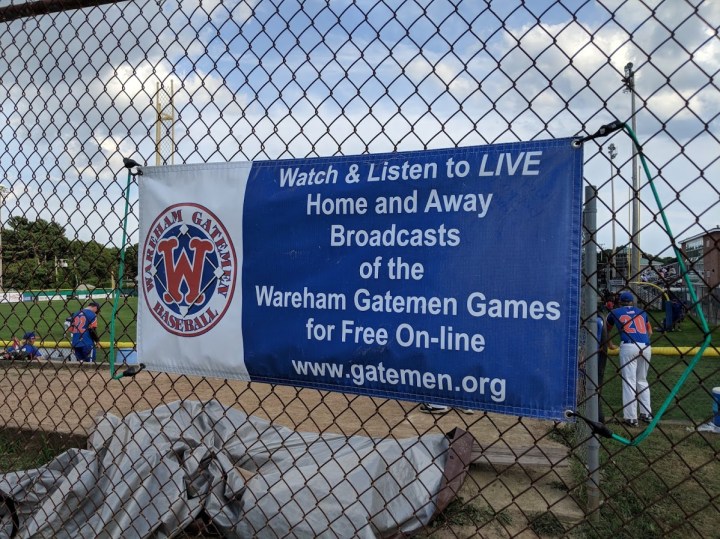 WAREHAM GATEMEN
W
BASEBALL
Watch & Listen to LIVE
Home and Away
Broadcasts
of the
Wareham Gatemen Games
for Free On-line
www.gatemen.org
20